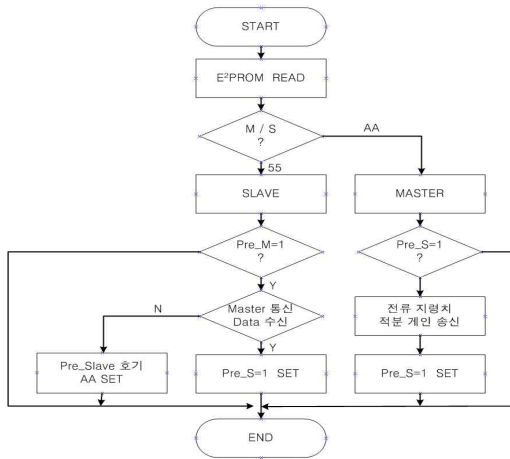 START
E²PROM READ
M / S
?
AA
55
SLAVE
MASTER
Pre_M=1
?
Pre_S=1
?
Y
N
Master 통신
Data 수신
전류 지령치
적분 게인 송신
Y
Pre_Slave 호기
AA SET
Pre_S=1 SET
Pre_S=1 SET
END